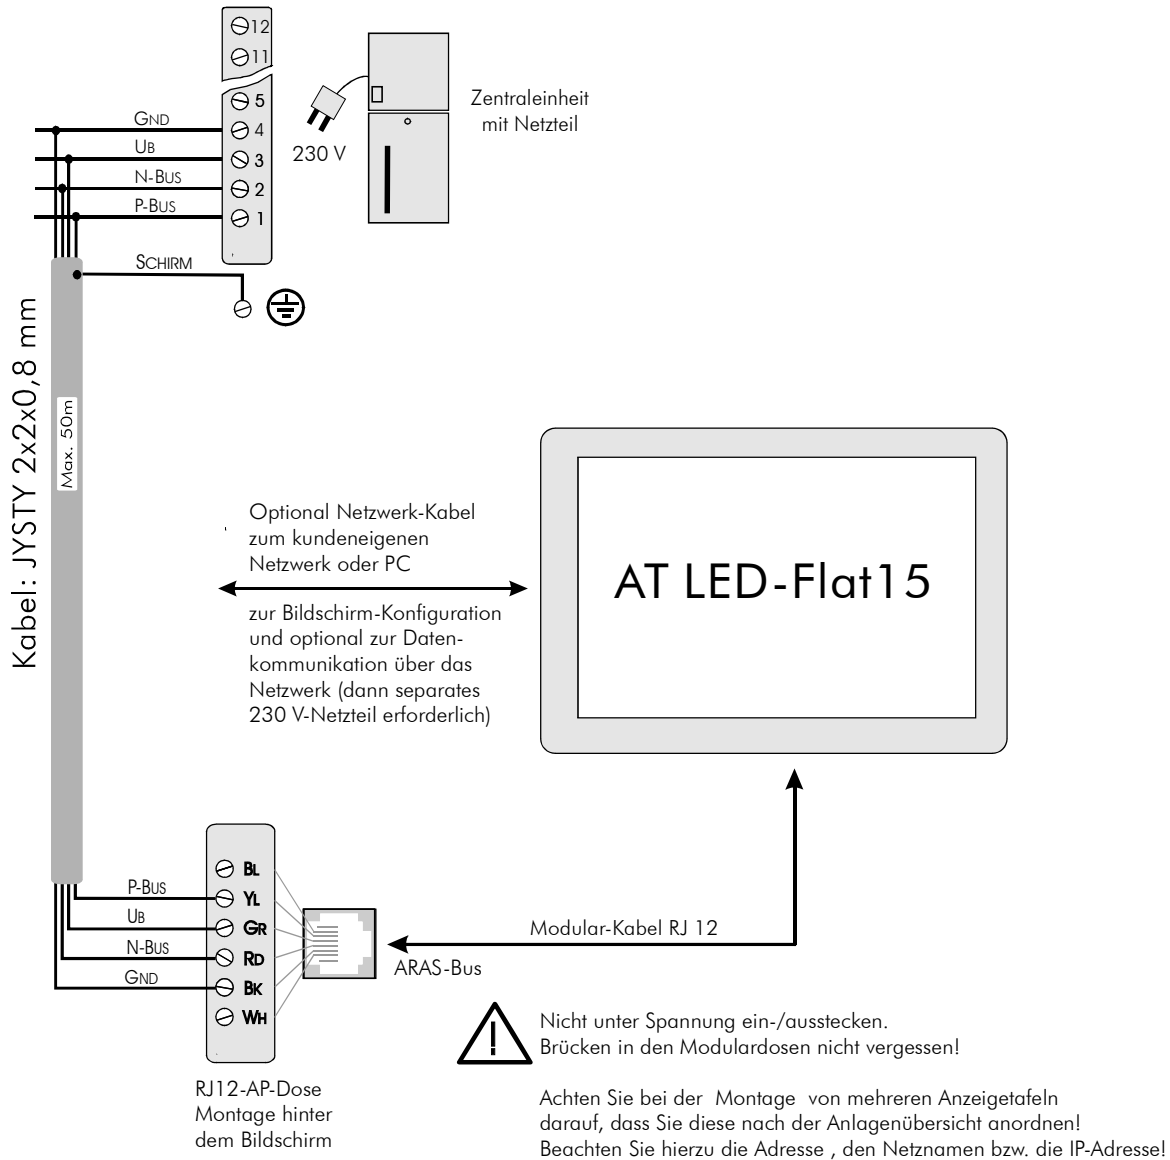 12
11
5
GND 4
UB 3
N-BUS 2
P-BUS 1
SCHIRM
230 V
Zentraleinheit
mit Netzteil
Kabel: JYSTY 2x2x0,8 mm
Max. 50m
Optional Netzwerk-Kabel
zum kundeneigenen
Netzwerk oder PC
zur Bildschirm-Konfiguration
und optional zur Daten-
kommunikation über das
Netzwerk (dann separates
230 V-Netzteil erforderlich)
AT LED-Flat15
BL
P-BUS YL
UB GR
N-BUS RD
GND BK
WH
Modular-Kabel RJ 12
ARAS-Bus
RJ12-AP-Dose
Montage hinter
dem Bildschirm
Nicht unter Spannung ein-/ausstecken.
Brücken in den Modulardosen nicht vergessen!
Achten Sie bei der Montage von mehreren Anzeigetafeln
darauf, dass Sie diese nach der Anlagenübersicht anordnen!
Beachten Sie hierzu die Adresse , den Netznamen bzw. die IP-Adresse!